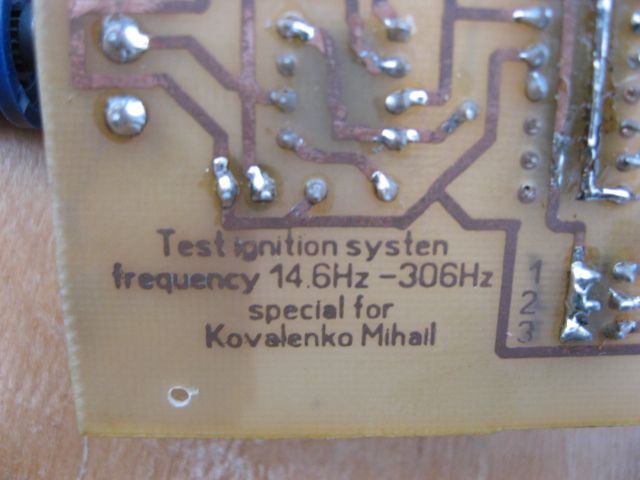 Test ignition systen
frequency 14.6Hz -306Hz
special for
Kovalenko Mihail
1
2
3